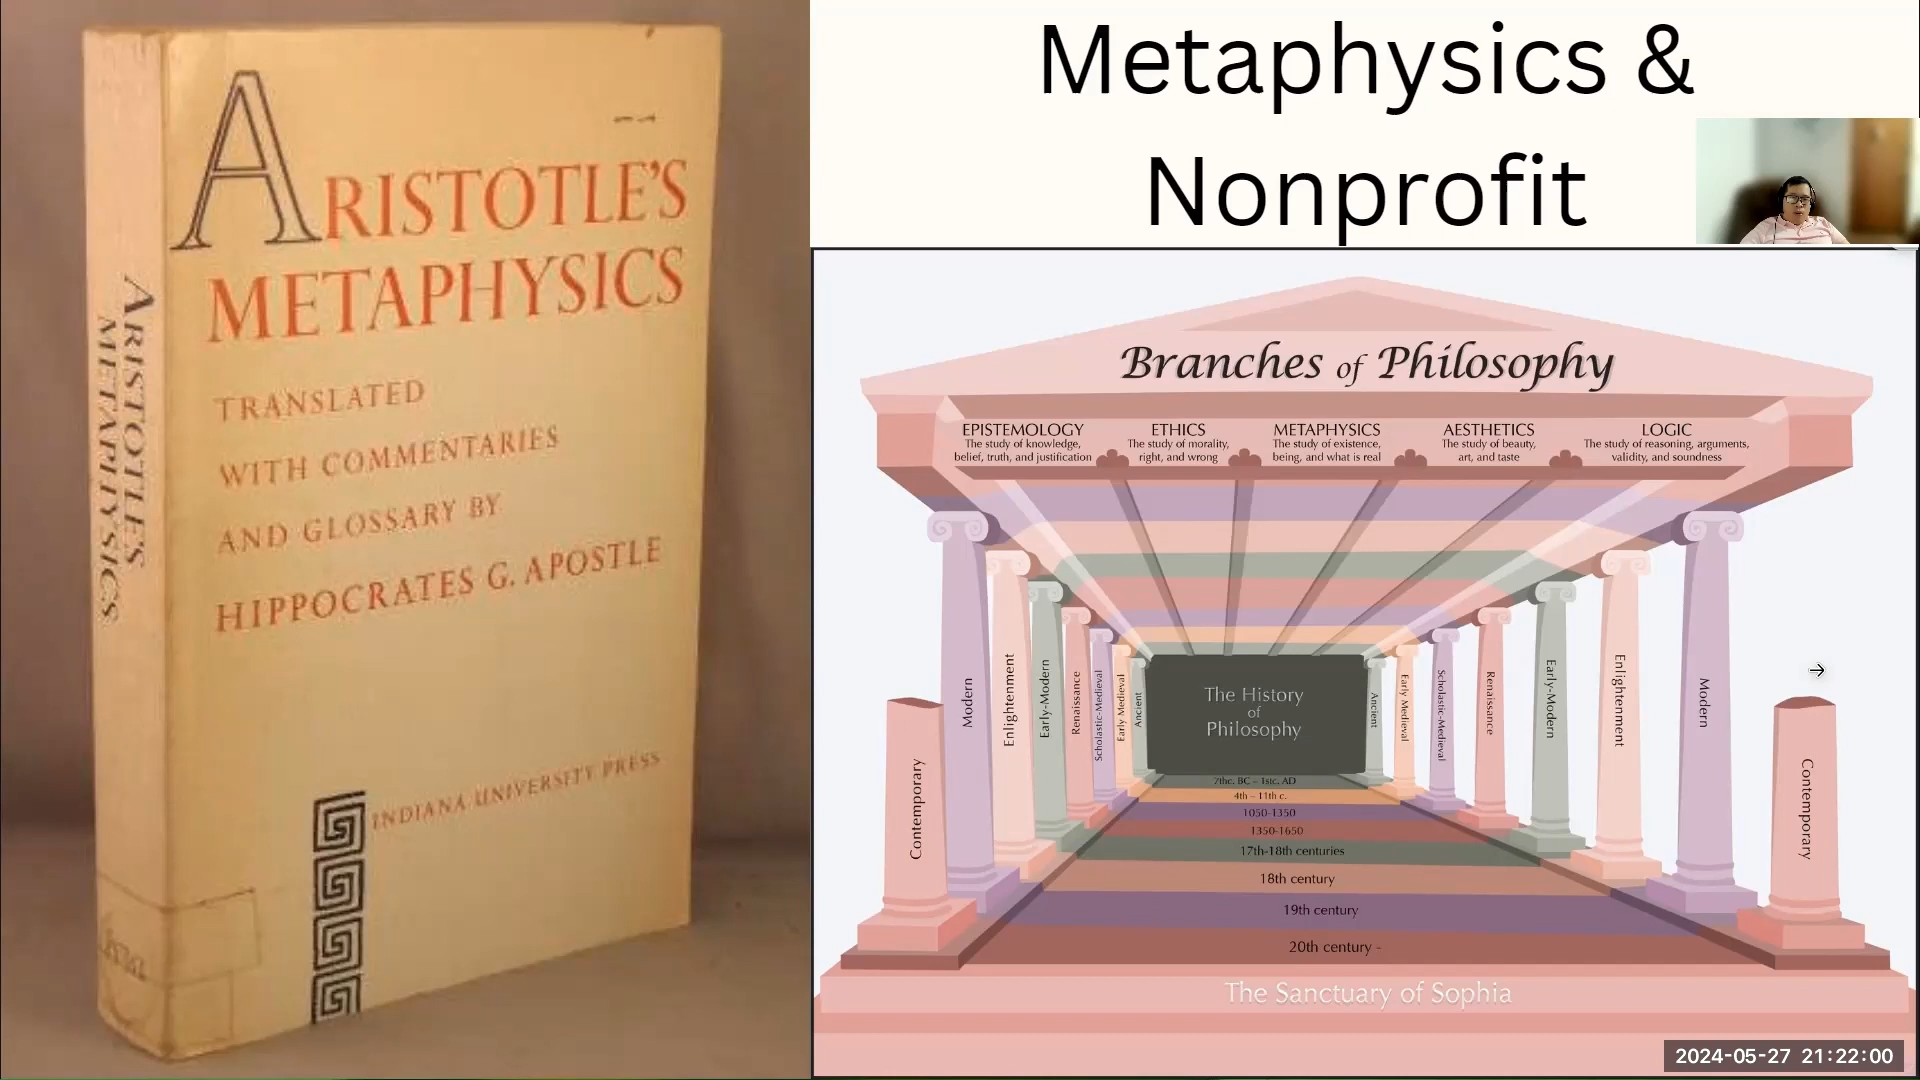 ARISTOTLE'S
METAPHYSICS
ARISTOTLE'S
METAPHYSICS
TRANSLATED
WITH COMMENTARIES
AND GLOSSARY BY
HIPPOCRATES G. APOSTLE
INDIANA UNIVERSITY PRESS
Metaphysics &
Nonprofit
Branches of Philosophy
EPISTEMOLOGY
The study of knowledge,
belief, truth, and justification
ETHICS
The study of morality,
right, and wrong
METAPHYSICS
The study of existence,
being, and what is real
AESTHETICS
The study of beauty,
art, and taste
LOGIC
The study of reasoning, arguments,
validity, and soundness
Contemporary
Modern
Enlightenment
Early-Modern
Renaissance
Scholastic-Medieval
Early Medieval
Ancient
The History
of
Philosophy
Ancient
Early Medieval
Scholastic-Medieval
Renaissance
Early-Modern
Enlightenment
Modern
Contemporary
7thc. BC – 1stc. AD
4th – 11th c.
1050-1350
1350-1650
17th-18th centuries
18th century
19th century
20th century -
The Sanctuary of Sophia
2024-05-27 21:22:00